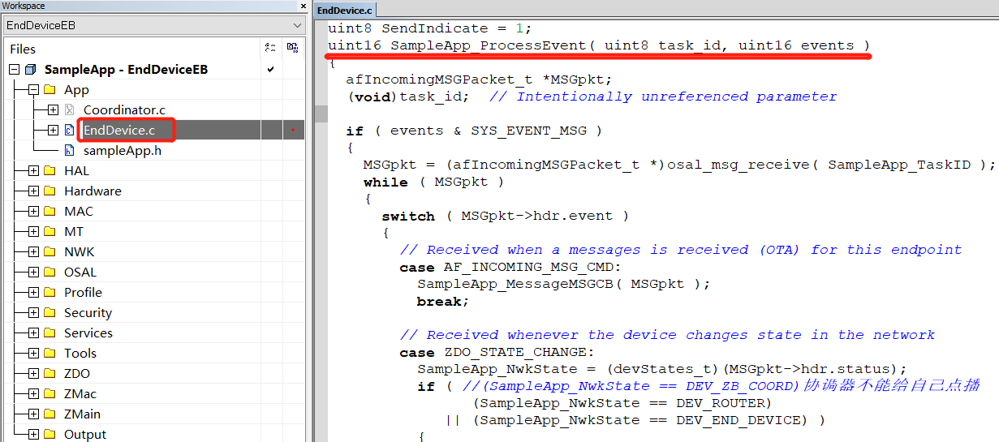 Workspace
×
EndDeviceEB
Files
SampleApp - EndDeviceEB
App
Coordinator.c
EndDevice.c
sampleApp.h
HAL
Hardware
MAC
MT
NWK
OSAL
Profile
Security
Services
Tools
ZDO
ZMac
ZMain
Output
EndDevice.c
uint8 SendIndicate = 1;
uint16 SampleApp_ProcessEvent( uint8 task_id, uint16 events )
{
afIncomingMSGPacket_t *MSGpkt;
(void)task_id;  // Intentionally unreferenced parameter
if ( events & SYS_EVENT_MSG )
{
MSGpkt = (afIncomingMSGPacket_t *)osal_msg_receive( SampleApp_TaskID );
while ( MSGpkt )
{
switch ( MSGpkt->hdr.event )
{
// Received when a messages is received (OTA) for this endpoint
case AF_INCOMING_MSG_CMD:
SampleApp_MessageMSGCB( MSGpkt );
break;
// Received whenever the device changes state in the network
case ZDO_STATE_CHANGE:
SampleApp_NwkState = (devStates_t)(MSGpkt->hdr.status);
if ( //(SampleApp_NwkState == DEV_ZB_COORD)协调器不能给自己点播
(SampleApp_NwkState == DEV_ROUTER)
|| (SampleApp_NwkState == DEV_END_DEVICE) )
{